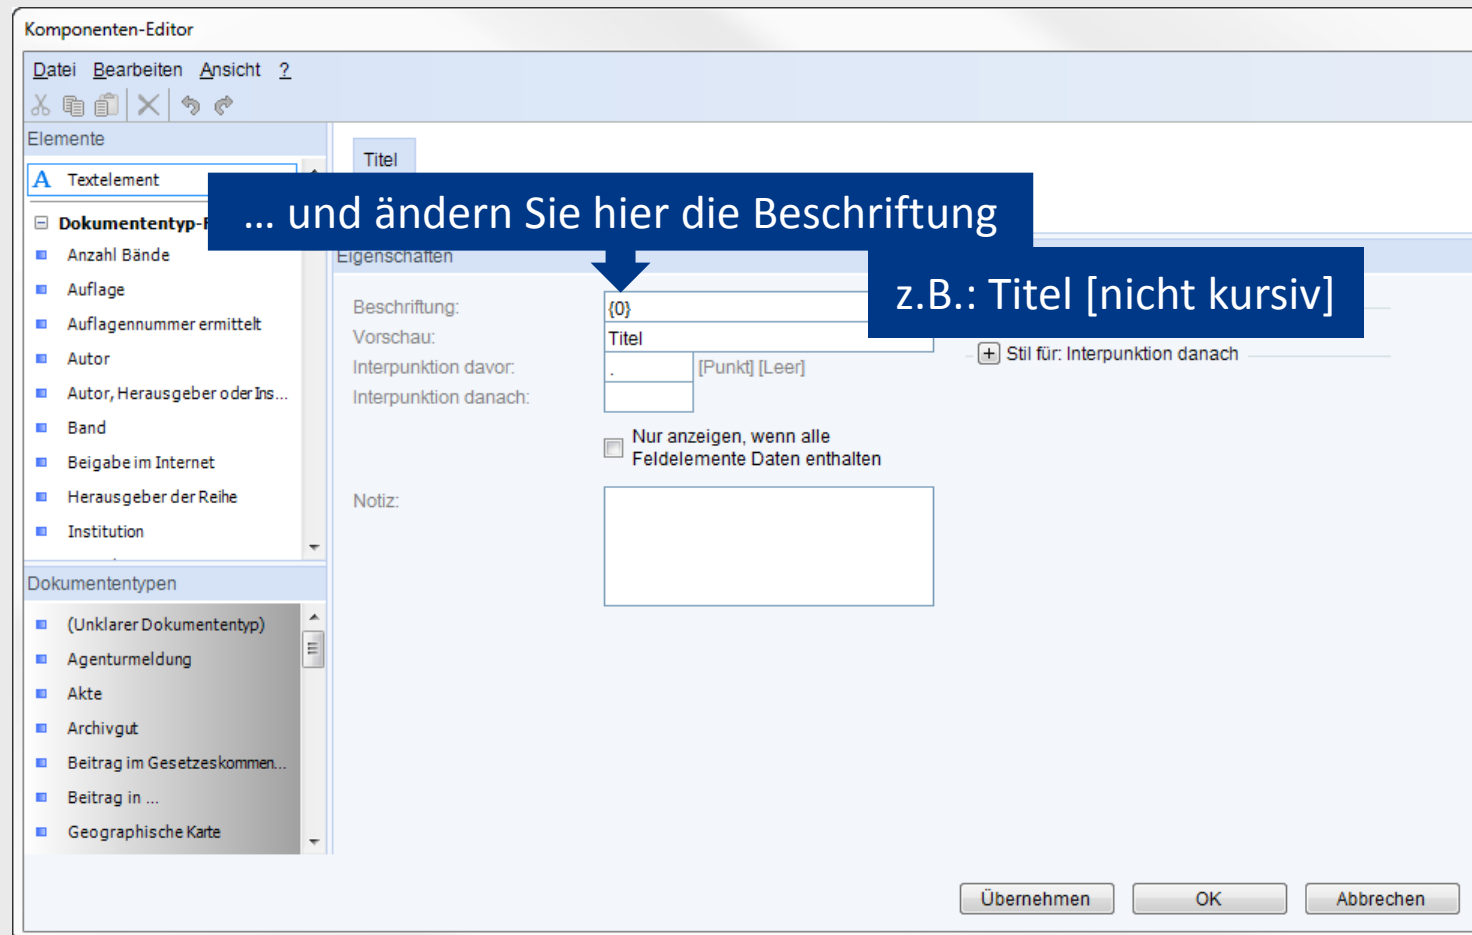 Komponenten-Editor
Datei Bearbeiten Ansicht ?
Elemente
A Textelement
Dokumententyp-F
Anzahl Bände
Auflage
Auflagennummer ermittelt
Autor
Autor, Herausgeber oder Ins...
Band
Beigabe im Internet
Herausgeber der Reihe
Institution
Dokumententypen
(Unklarer Dokumententyp)
Agenturmeldung
Akte
Archivgut
Beitrag im Gesetzeskommen...
Beitrag in ...
Geographische Karte
Titel
... und ändern Sie hier die Beschriftung
z.B.: Titel [nicht kursiv]
Eigenschaften
Beschriftung: {0}
Vorschau: Titel
Interpunktion davor: . [Punkt] [Leer]
Interpunktion danach:
Nur anzeigen, wenn alle
Feldelemente Daten enthalten
Notiz:
+ Stil für: Interpunktion danach
Übernehmen OK Abbrechen